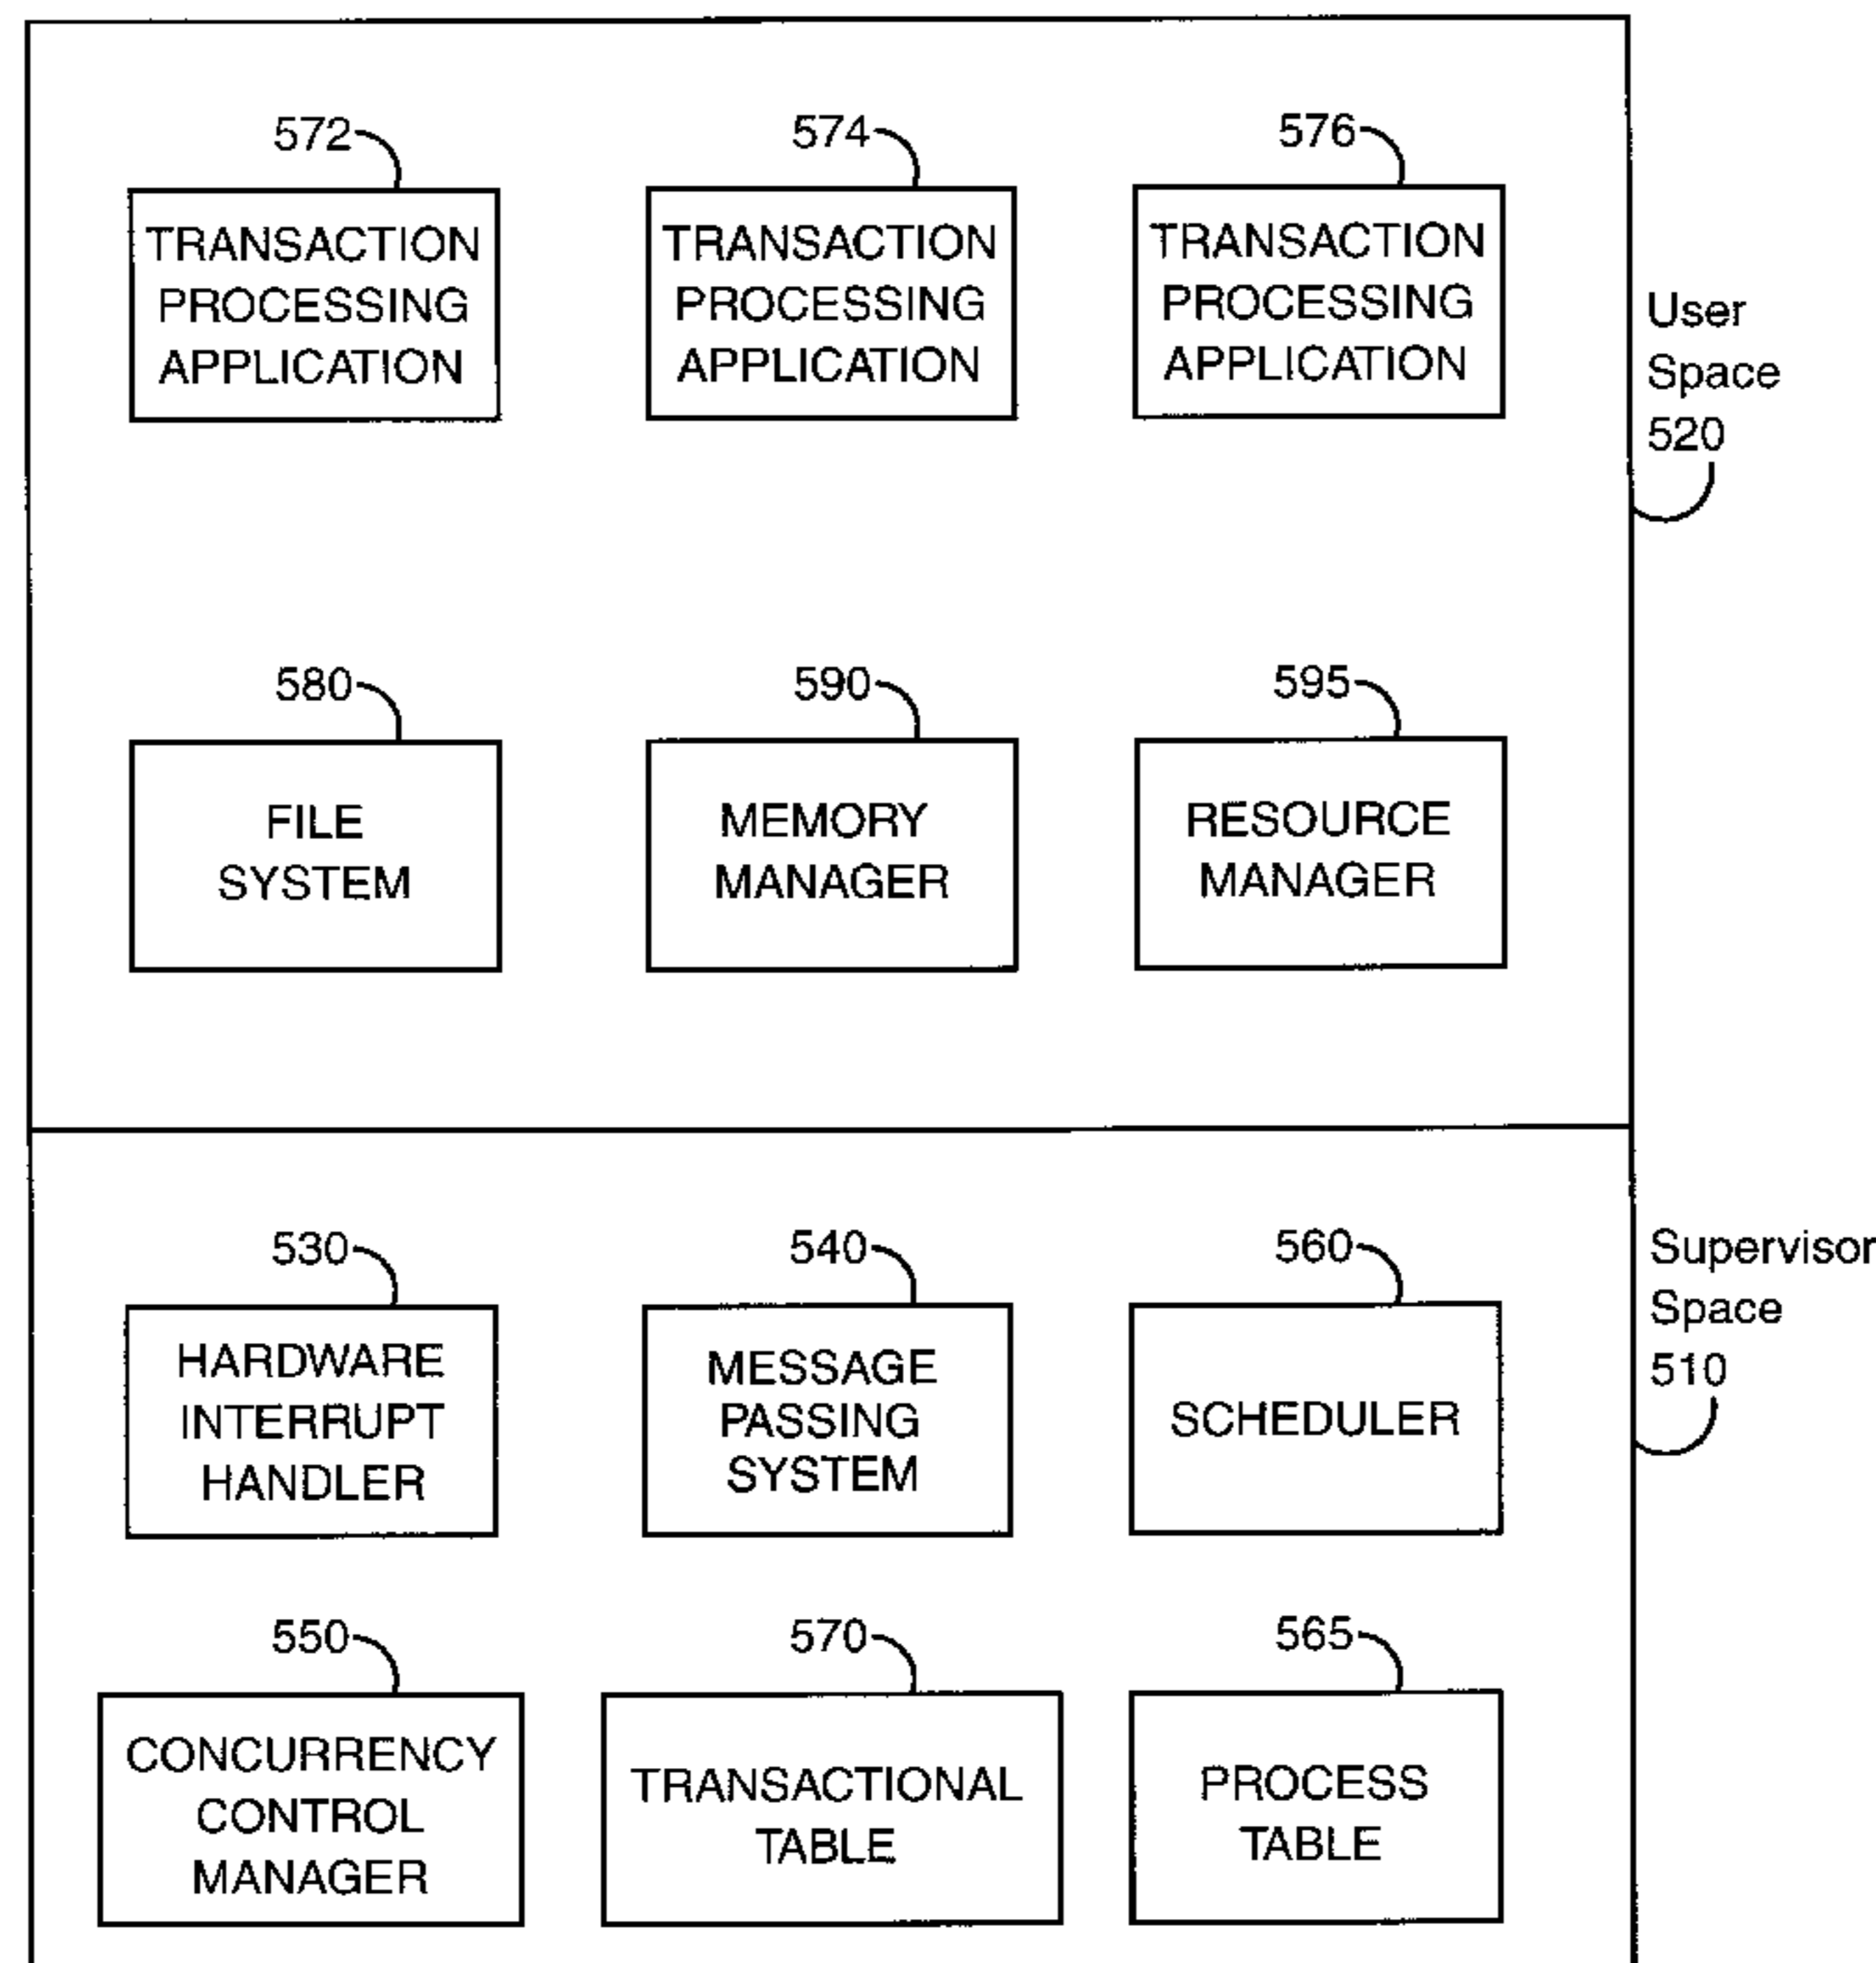 572
574
576
TRANSACTION
PROCESSING
APPLICATION
TRANSACTION
PROCESSING
APPLICATION
TRANSACTION
PROCESSING
APPLICATION
User
Space
520
580
590
595
FILE
SYSTEM
MEMORY
MANAGER
RESOURCE
MANAGER
530
540
560
HARDWARE
INTERRUPT
HANDLER
MESSAGE
PASSING
SYSTEM
SCHEDULER
Supervisor
Space
510
550
570
565
CONCURRENCY
CONTROL
MANAGER
TRANSACTIONAL
TABLE
PROCESS
TABLE